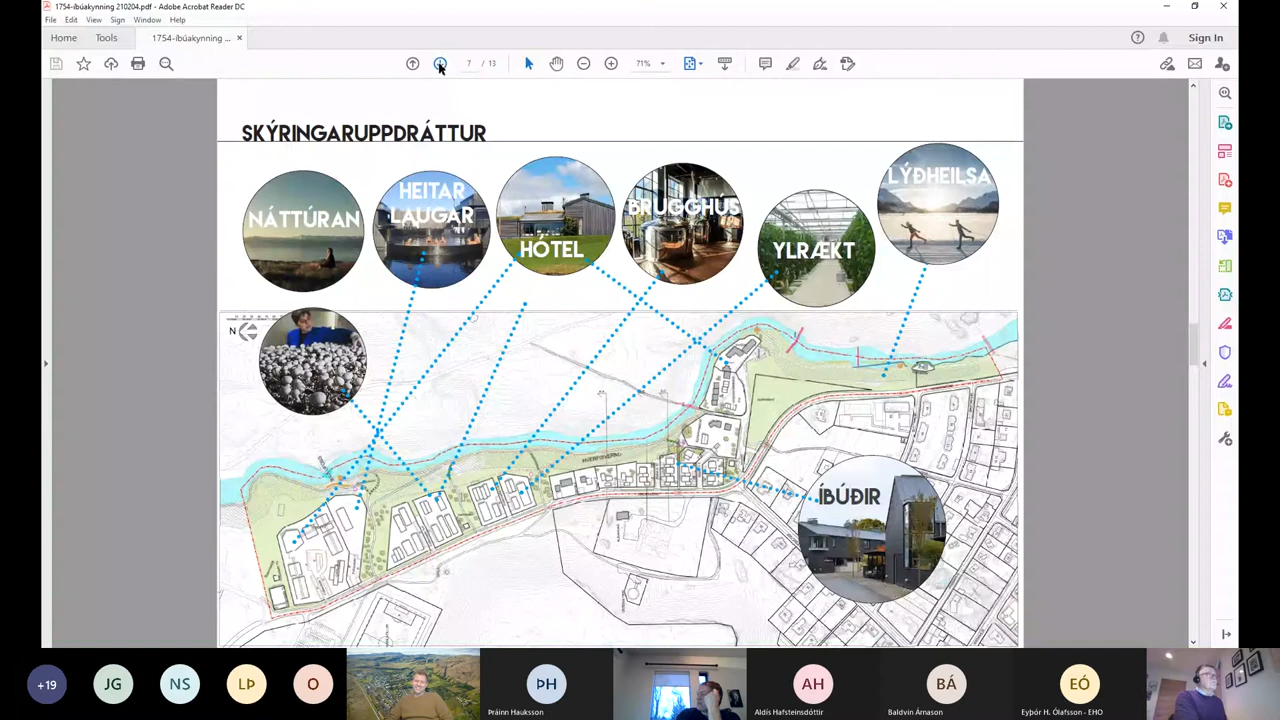 1754-íbúakynning 210204.pdf - Adobe Acrobat Reader DC
File Edit View Sign Window Help
Home Tools 1754-íbúakynning ... × Sign In
7 / 13 71%
SKÝRINGARUPPDRÁTTUR
NÁTTÚRAN
HEITAR
LAUGAR
HÓTEL
BRUGGHÚS
YLRÆKT
LÝÐHEILSA
N
ÍBÚÐIR
+19 JG NS LÞ O ÞH AH BÁ EÓ
Þráinn Hauksson Aldís Hafsteinsdóttir Baldvin Árnason Eyþór H. Ólafsson - EHO